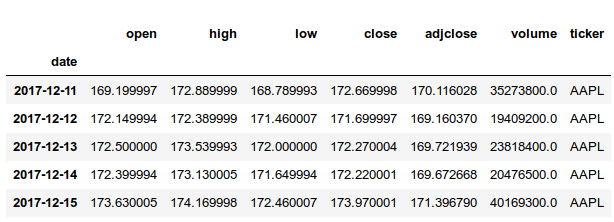 open high low close adjclose volume ticker
date
2017-12-11 169.199997 172.889999 168.789993 172.669998 170.116028 35273800.0 AAPL
2017-12-12 172.149994 172.389999 171.460007 171.699997 169.160370 19409200.0 AAPL
2017-12-13 172.500000 173.539993 172.000000 172.270004 169.721939 23818400.0 AAPL
2017-12-14 172.399994 173.130005 171.649994 172.220001 169.672668 20476500.0 AAPL
2017-12-15 173.630005 174.169998 172.460007 173.970001 171.396790 40169300.0 AAPL